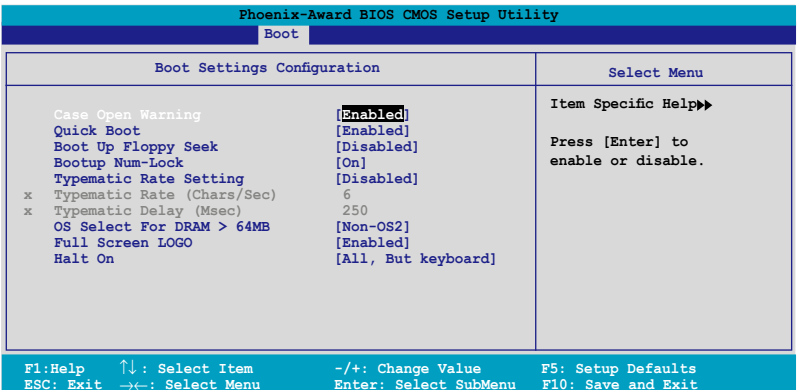 Phoenix-Award BIOS CMOS Setup Utility
Boot
Boot Settings Configuration
Select Menu
Case Open Warning [Enabled]
Quick Boot [Enabled]
Boot Up Floppy Seek [Disabled]
Bootup Num-Lock [On]
Typematic Rate Setting [Disabled]
x Typematic Rate (Chars/Sec) 6
x Typematic Delay (Msec) 250
OS Select For DRAM > 64MB [Non-OS2]
Full Screen LOGO [Enabled]
Halt On [All, But keyboard]
Item Specific Help▶▶
Press [Enter] to
enable or disable.
F1:Help ↑↓: Select Item -/+: Change Value F5: Setup Defaults
ESC: Exit →←: Select Menu Enter: Select SubMenu F10: Save and Exit